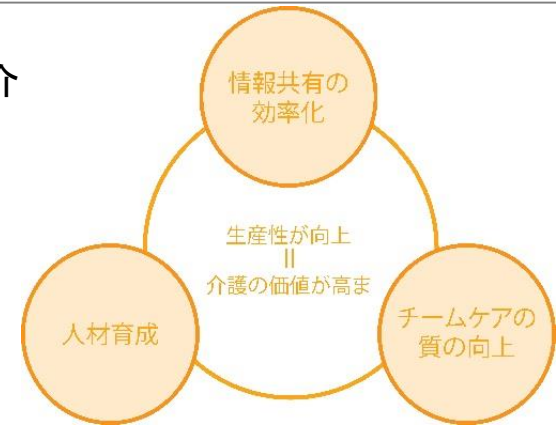 介
情報共有の
効率化
生産性が向上
||
介護の価値が高ま
人材育成
チームケアの
質の向上